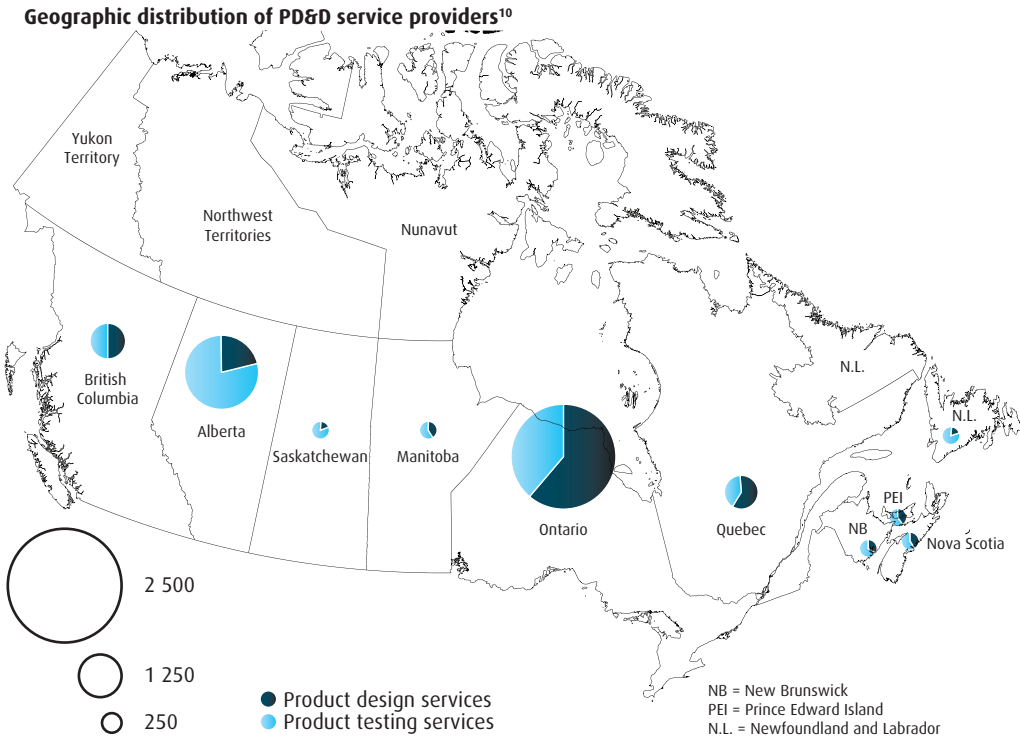 Geographic distribution of PD&D service providers¹⁰
Yukon
Territory
Northwest
Territories
Nunavut
British
Columbia
Alberta
Saskatchewan
Manitoba
Ontario
Quebec
N.L.
N.L.
PEI
NB
Nova Scotia
2 500
1 250
250
Product design services
Product testing services
NB = New Brunswick
PEI = Prince Edward Island
N.L. = Newfoundland and Labrador